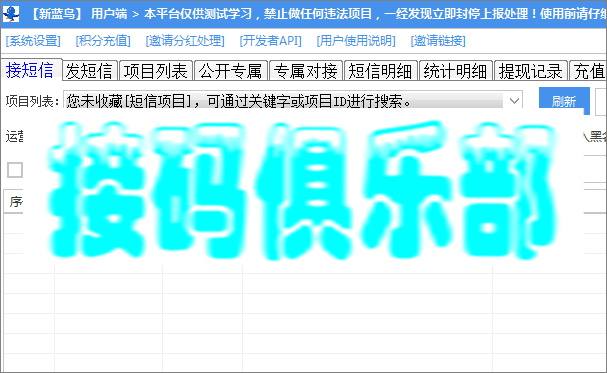 【新蓝鸟】 用户端 > 本平台仅供测试学习，禁止做任何违法项目，一经发现立即封停上报处理！使用前请仔
[系统设置] [积分充值] [邀请分红处理] [开发者API] [用户使用说明] [邀请链接]
接短信 发短信 项目列表 公开专属 专属对接 短信明细 统计明细 提现记录 充值
项目列表： 您未收藏[短信项目]，可通过关键字或项目ID进行搜索。 刷新
运营 入黑名
接码俱乐部
序